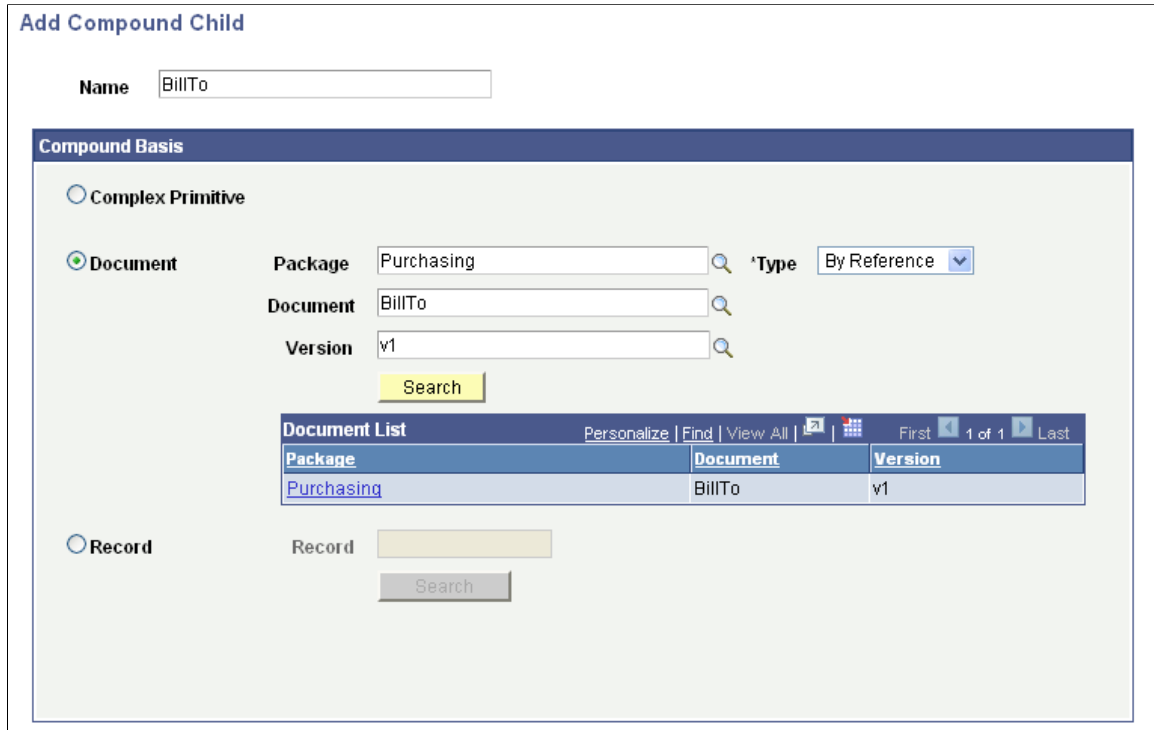 Add Compound Child
Name BillTo
Compound Basis
Complex Primitive
Document Package Purchasing *Type By Reference
Document BillTo
Version v1
Search
Document List Personalize | Find | View All | | First 1 of 1 Last
Package Document Version
Purchasing BillTo v1
Record Record
Search